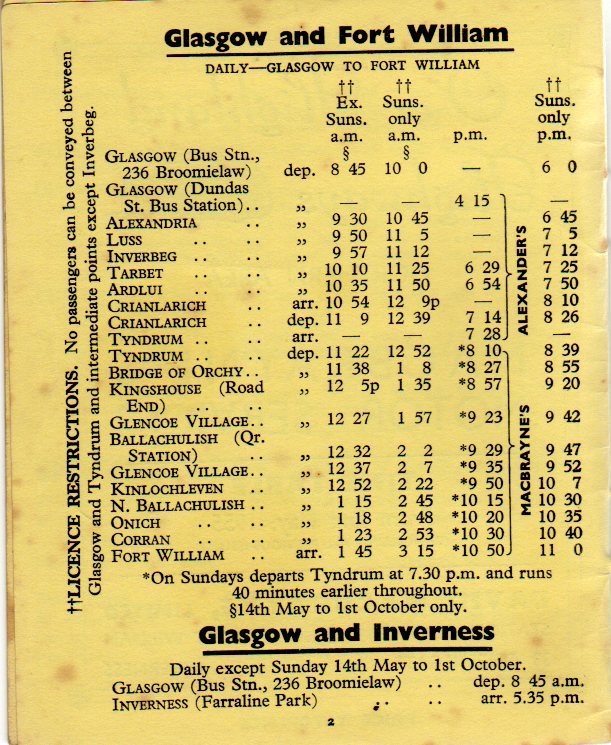 Glasgow and Fort William
DAILY—GLASGOW TO FORT WILLIAM
†† †† ††
Ex. Suns. Suns.
Suns. only only
a.m. a.m. p.m. p.m.
§ §
GLASGOW (Bus Stn.,
236 Broomielaw) dep. 8 45 10 0 — 6 0
GLASGOW (Dundas
St. Bus Station).. ,, — — 4 15 —
ALEXANDRIA .. ,, 9 30 10 45 — 6 45
LUSS .. .. ,, 9 50 11 5 — 7 5
INVERBEG .. .. ,, 9 57 11 12 — 7 12
TARBET .. .. ,, 10 10 11 25 6 29 7 25
ARDLUI .. .. ,, 10 35 11 50 6 54 7 50
CRIANLARICH .. arr. 10 54 12 9p — 8 10
CRIANLARICH .. dep. 11 9 12 39 7 14 8 26
TYNDRUM .. .. arr. — — 7 28 —
TYNDRUM .. .. dep. 11 22 12 52 *8 10 8 39
BRIDGE OF ORCHY.. ,, 11 38 1 8 *8 27 8 55
KINGSHOUSE (Road ,, 12 5p 1 35 *8 57 9 20
END) .. ..
GLENCOE VILLAGE.. ,, 12 27 1 57 *9 23 9 42
BALLACHULISH (Qr.
STATION) .. ,, 12 32 2 2 *9 29 9 47
GLENCOE VILLAGE.. ,, 12 37 2 7 *9 35 9 52
KINLOCHLEVEN .. ,, 12 52 2 22 *9 50 10 7
N. BALLACHULISH .. ,, 1 15 2 45 *10 15 10 30
ONICH .. .. ,, 1 18 2 48 *10 20 10 35
CORRAN .. .. ,, 1 23 2 53 *10 30 10 40
FORT WILLIAM .. arr. 1 45 3 15 *10 50 11 0
ALEXANDER'S
MACBRAYNE'S
††LICENCE RESTRICTIONS. No passengers can be conveyed between
Glasgow and Tyndrum and intermediate points except Inverbeg.
*On Sundays departs Tyndrum at 7.30 p.m. and runs
40 minutes earlier throughout.
§14th May to 1st October only.
Glasgow and Inverness
Daily except Sunday 14th May to 1st October.
GLASGOW (Bus Stn., 236 Broomielaw) .. dep. 8 45 a.m.
INVERNESS (Farraline Park) .. .. arr. 5.35 p.m.
2